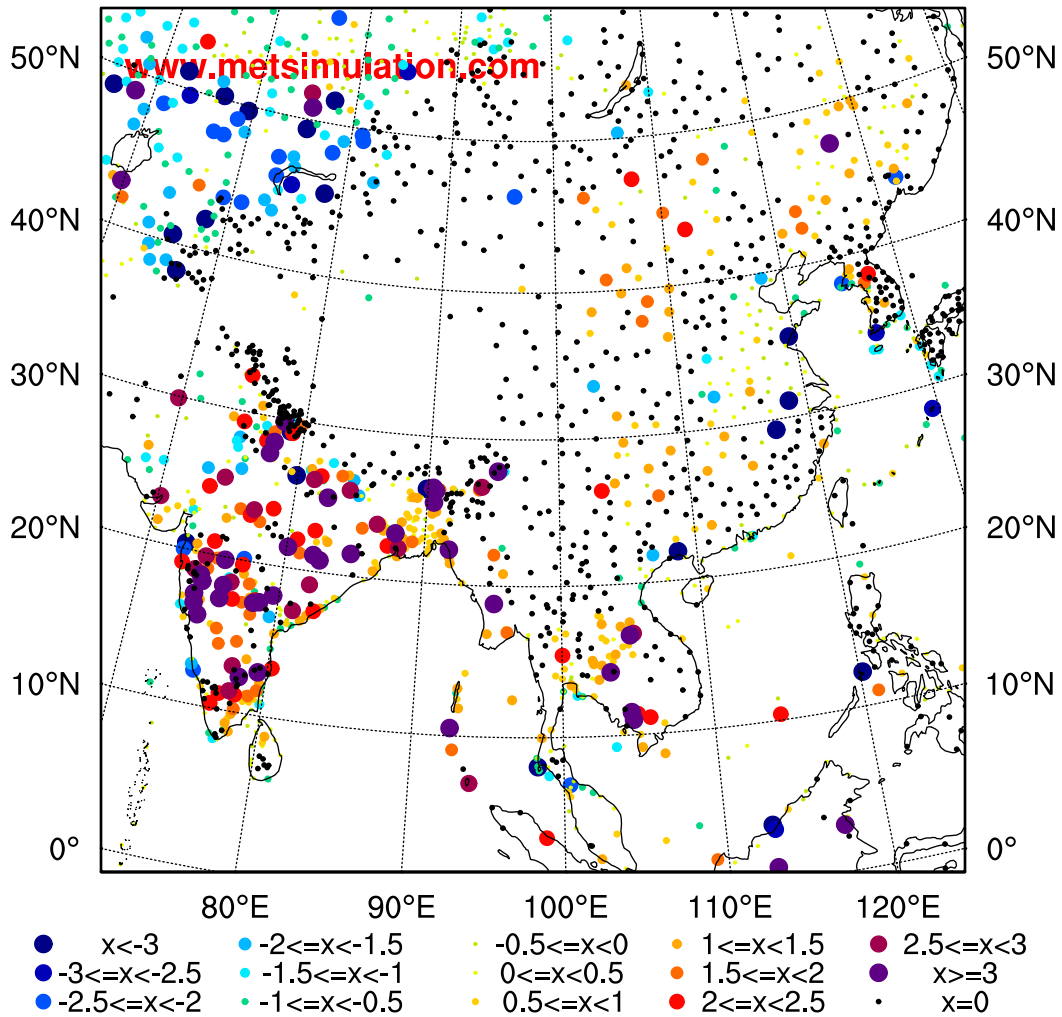 50°N 50°N
www.metsimulation.com
40°N 40°N
30°N 30°N
20°N 20°N
10°N 10°N
0° 0°
80°E 90°E 100°E 110°E 120°E
x<-3 -2<=x<-1.5 -0.5<=x<0 1<=x<1.5 2.5<=x<3
-3<=x<-2.5 -1.5<=x<-1 0<=x<0.5 1.5<=x<2 x>=3
-2.5<=x<-2 -1<=x<-0.5 0.5<=x<1 2<=x<2.5 x=0